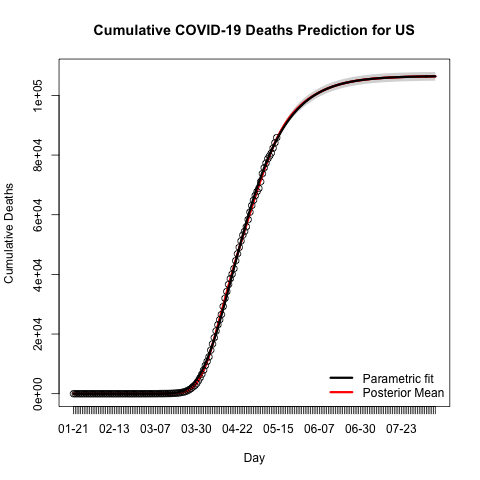 Cumulative COVID-19 Deaths Prediction for US
Cumulative Deaths
1e+05
8e+04
6e+04
4e+04
2e+04
0e+00
Parametric fit
Posterior Mean
01-21 02-13 03-07 03-30 04-22 05-15 06-07 06-30 07-23
Day